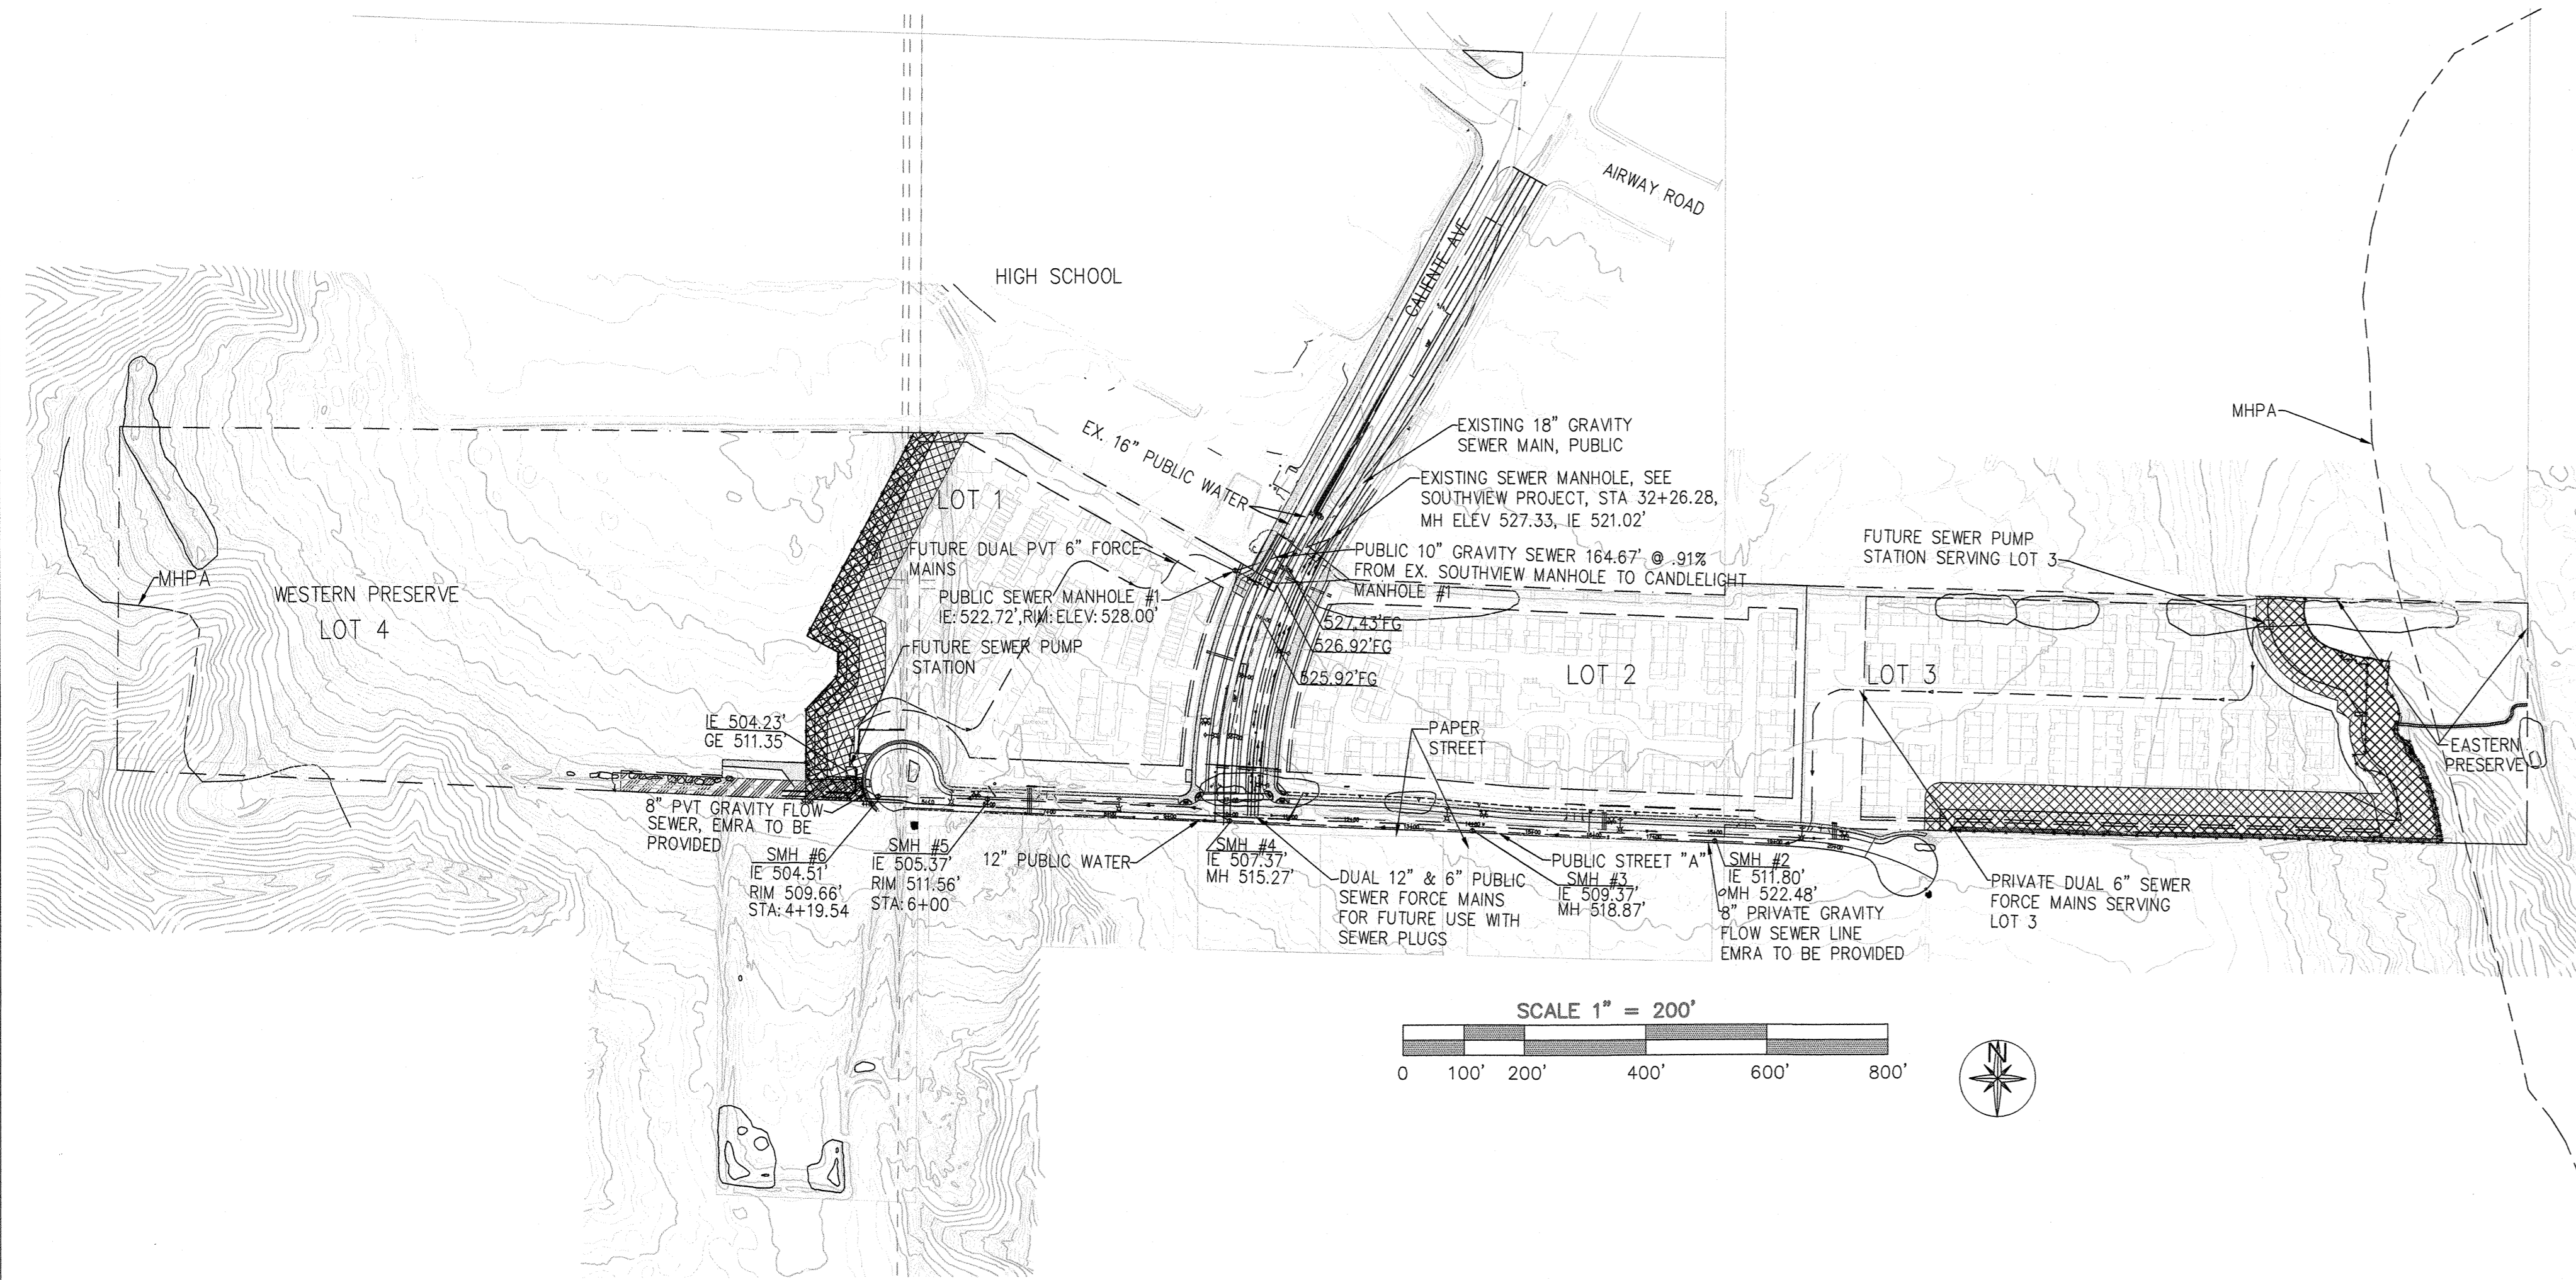 AIRWAY ROAD
CALIENTE AVE
HIGH SCHOOL
MHPA
EX. 16" PUBLIC WATER
EXISTING 18" GRAVITY
SEWER MAIN, PUBLIC
EXISTING SEWER MANHOLE, SEE
SOUTHVIEW PROJECT, STA 32+26.28,
MH ELEV 527.33, IE 521.02'
LOT 1
FUTURE DUAL PVT 6" FORCE
MAINS
PUBLIC 10" GRAVITY SEWER 164.67' @ .91%
FROM EX. SOUTHVIEW MANHOLE TO CANDLELIGHT
MANHOLE #1
FUTURE SEWER PUMP
STATION SERVING LOT 3
MHPA
WESTERN PRESERVE
LOT 4
PUBLIC SEWER MANHOLE #1
IE: 522.72', RIM: ELEV: 528.00'
527.43'FG
526.92'FG
525.92'FG
FUTURE SEWER PUMP
STATION
LOT 2
LOT 3
IE 504.23'
GE 511.35'
PAPER
STREET
EASTERN
PRESERVE
8" PVT GRAVITY FLOW
SEWER, EMRA TO BE
PROVIDED
SMH #6
IE 504.51'
RIM 509.66'
STA: 4+19.54
SMH #5
IE 505.37'
RIM 511.56'
STA: 6+00
12" PUBLIC WATER
SMH #4
IE 507.37'
MH 515.27'
DUAL 12" & 6" PUBLIC
SEWER FORCE MAINS
FOR FUTURE USE WITH
SEWER PLUGS
PUBLIC STREET "A"
SMH #3
IE 509.37'
MH 518.87'
SMH #2
IE 511.80'
MH 522.48'
8" PRIVATE GRAVITY
FLOW SEWER LINE
EMRA TO BE PROVIDED
PRIVATE DUAL 6" SEWER
FORCE MAINS SERVING
LOT 3
SCALE 1" = 200'
0 100' 200' 400' 600' 800'
N